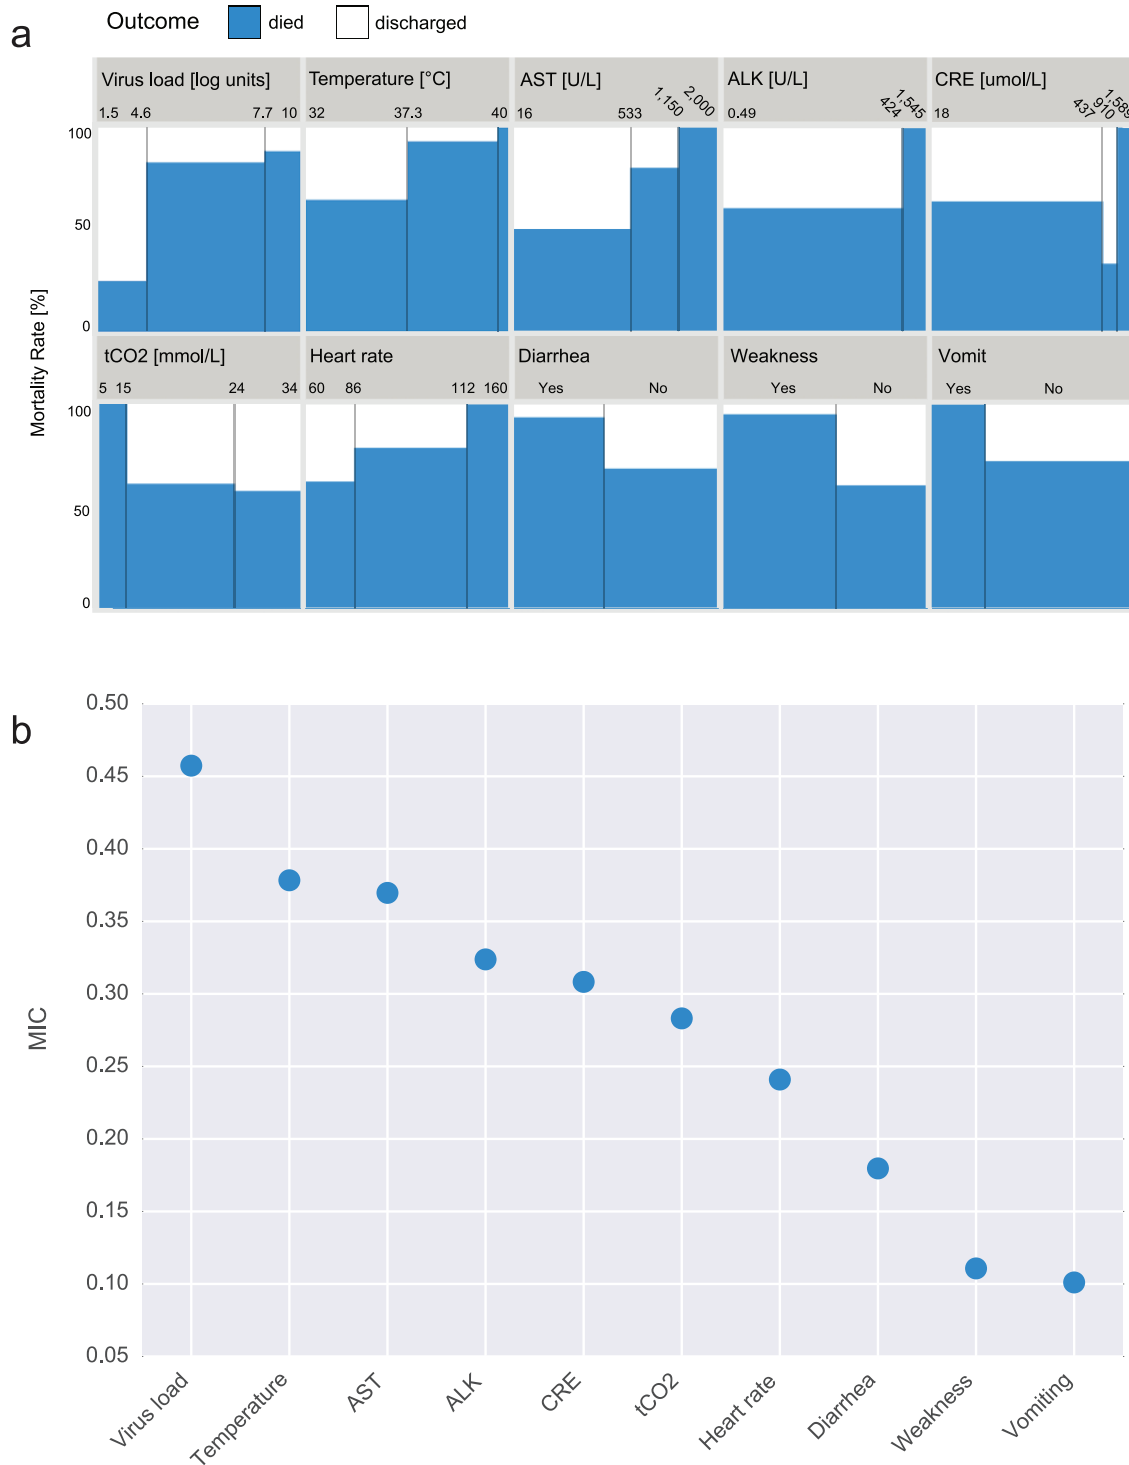 a
Outcome died discharged
Virus load [log units] Temperature [°C] AST [U/L] ALK [U/L] CRE [umol/L]
1.5 4.6 7.7 10 32 37.3 40 16 533 1,150 2,000 0.49 424 1,545 18 437 910 1,589
100
50
0
Mortality Rate [%]
tCO2 [mmol/L] Heart rate Diarrhea Weakness Vomit
5 15 24 34 60 86 112 160 Yes No Yes No Yes No
100
50
0
b
0.50
0.45
0.40
0.35
0.30
0.25
0.20
0.15
0.10
0.05
MIC
Virus load Temperature AST ALK CRE tCO2 Heart rate Diarrhea Weakness Vomiting